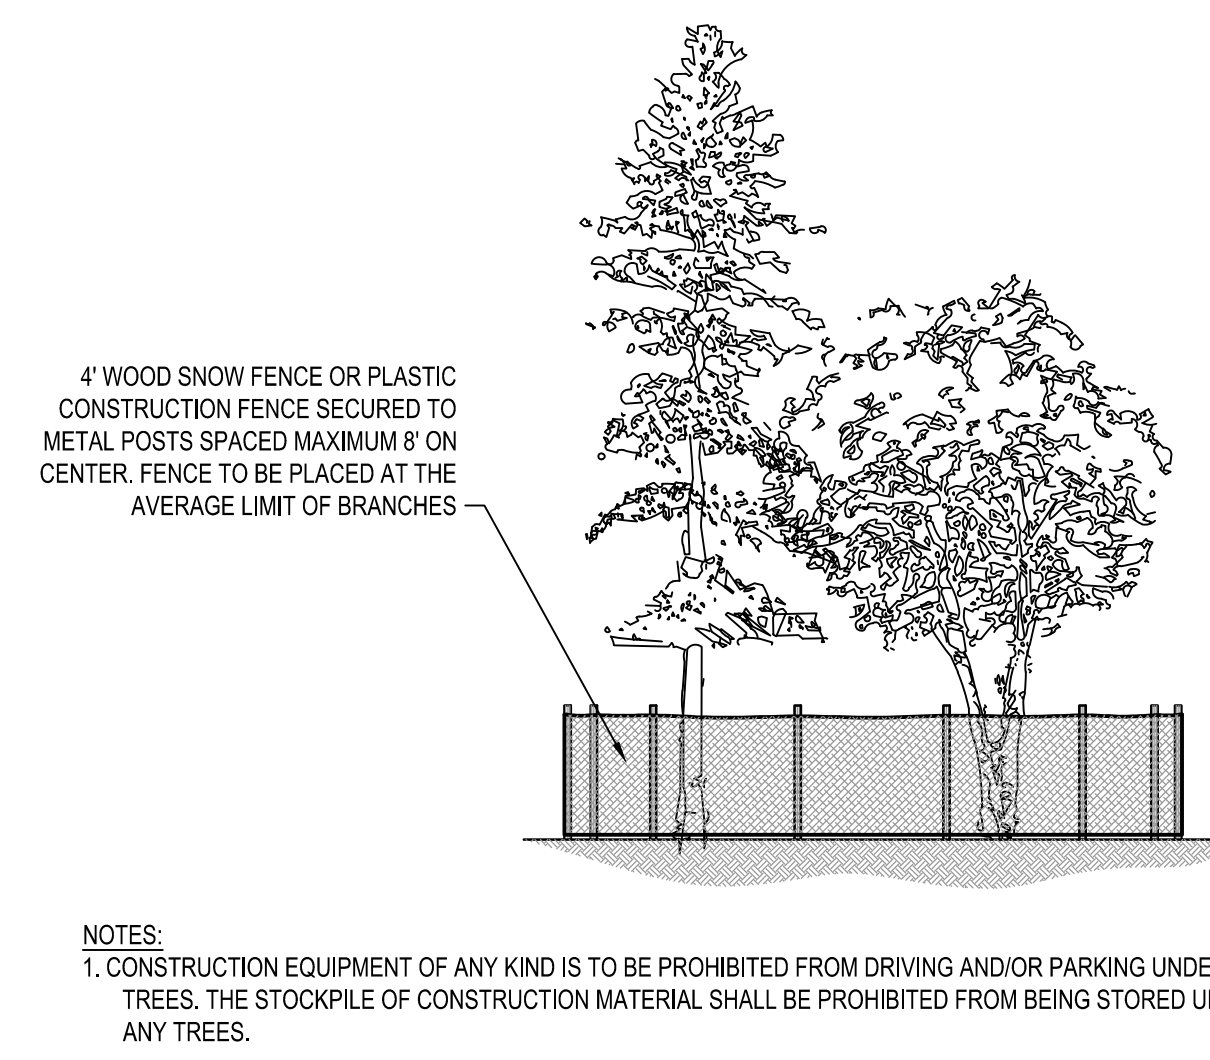 4' WOOD SNOW FENCE OR PLASTIC
CONSTRUCTION FENCE SECURED TO
METAL POSTS SPACED MAXIMUM 8' ON
CENTER. FENCE TO BE PLACED AT THE
AVERAGE LIMIT OF BRANCHES
NOTES:
1. CONSTRUCTION EQUIPMENT OF ANY KIND IS TO BE PROHIBITED FROM DRIVING AND/OR PARKING UNDE
TREES. THE STOCKPILE OF CONSTRUCTION MATERIAL SHALL BE PROHIBITED FROM BEING STORED
ANY TREES.